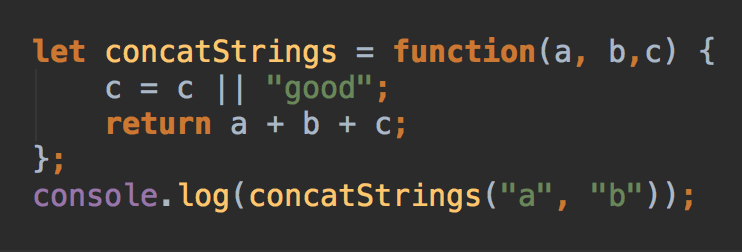 let concatStrings = function(a, b,c) {
    c = c || "good";
    return a + b + c;
};
console.log(concatStrings("a", "b"));